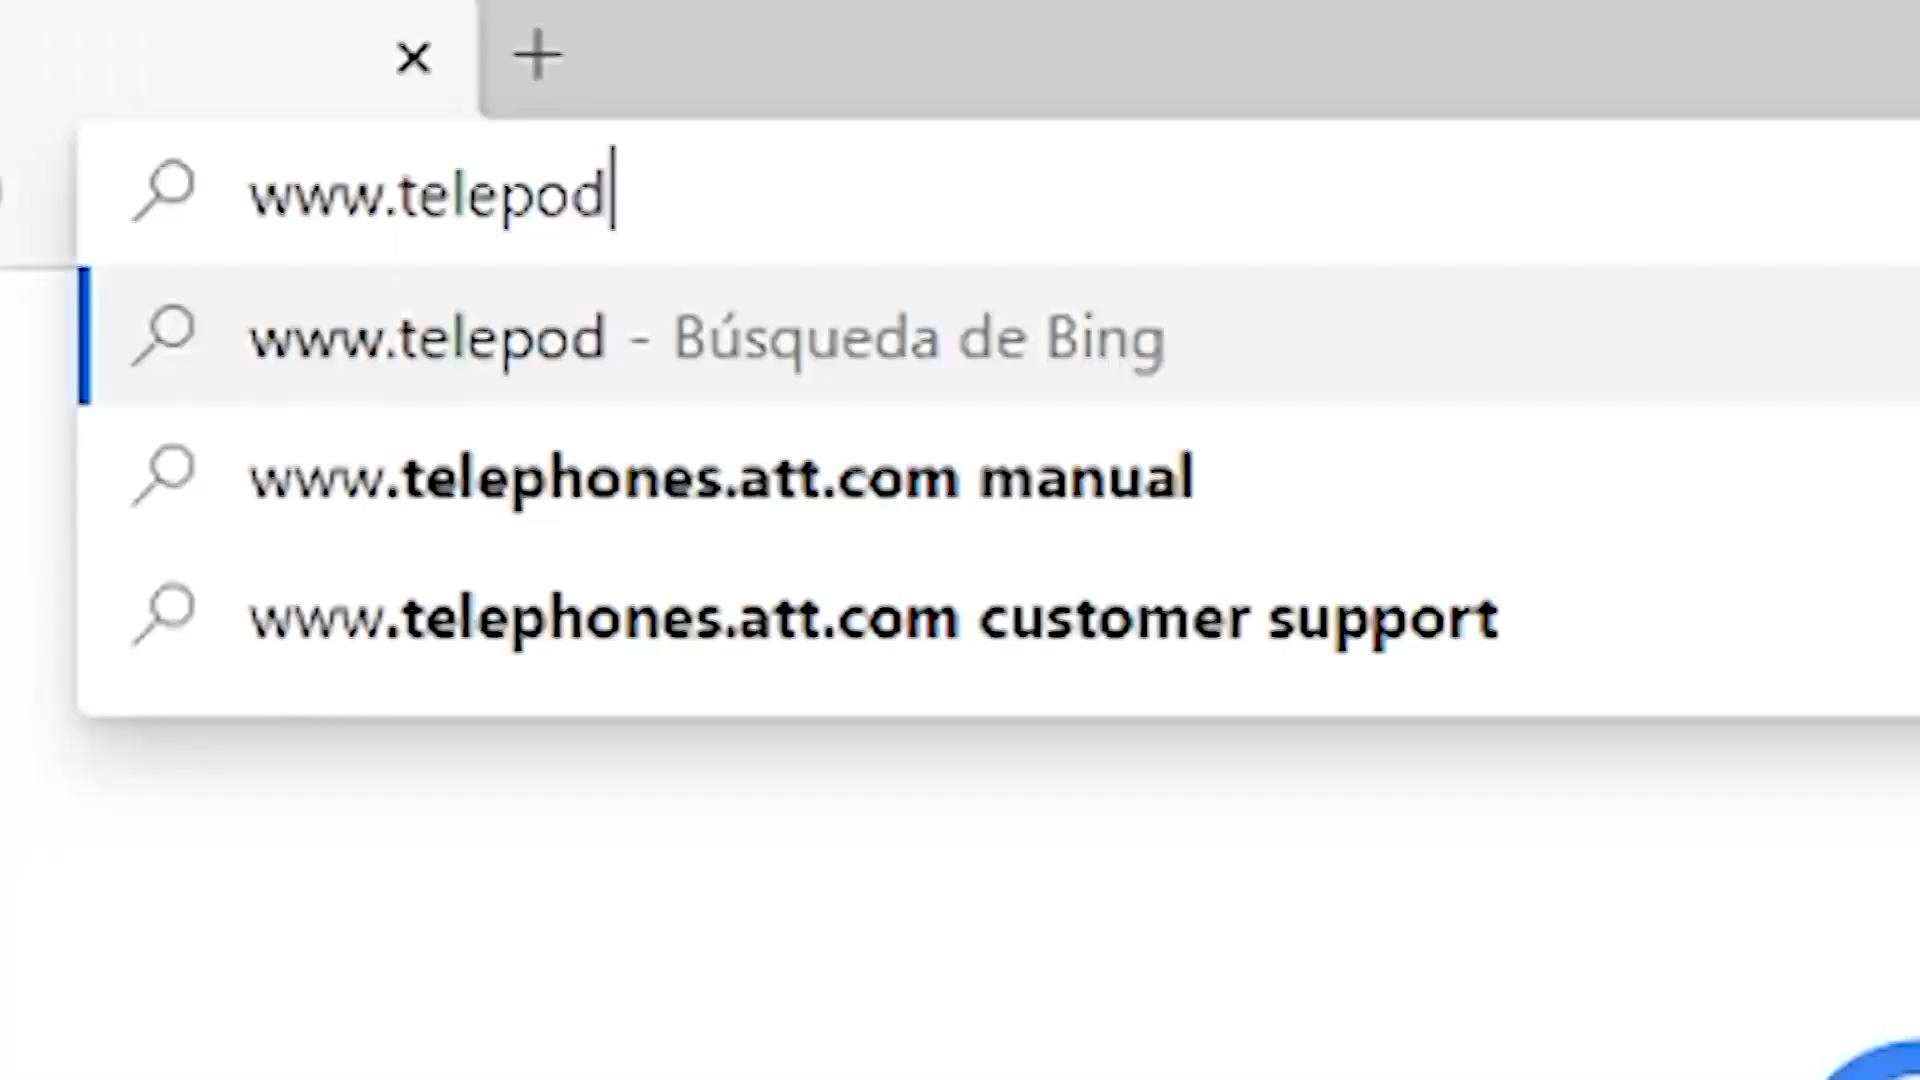 www.telepod
www.telepod - Búsqueda de Bing
www.telephones.att.com manual
www.telephones.att.com customer support